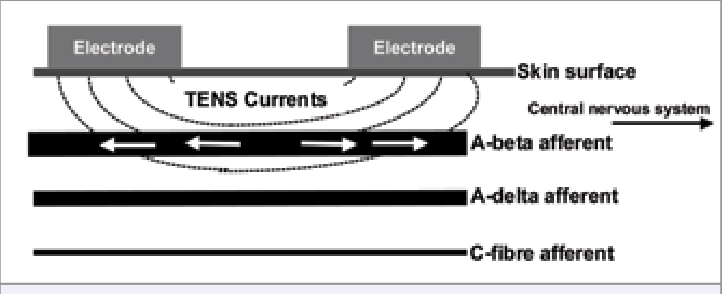 Electrode Electrode
Skin surface
TENS Currents
Central nervous system
A-beta afferent
A-delta afferent
C-fibre afferent